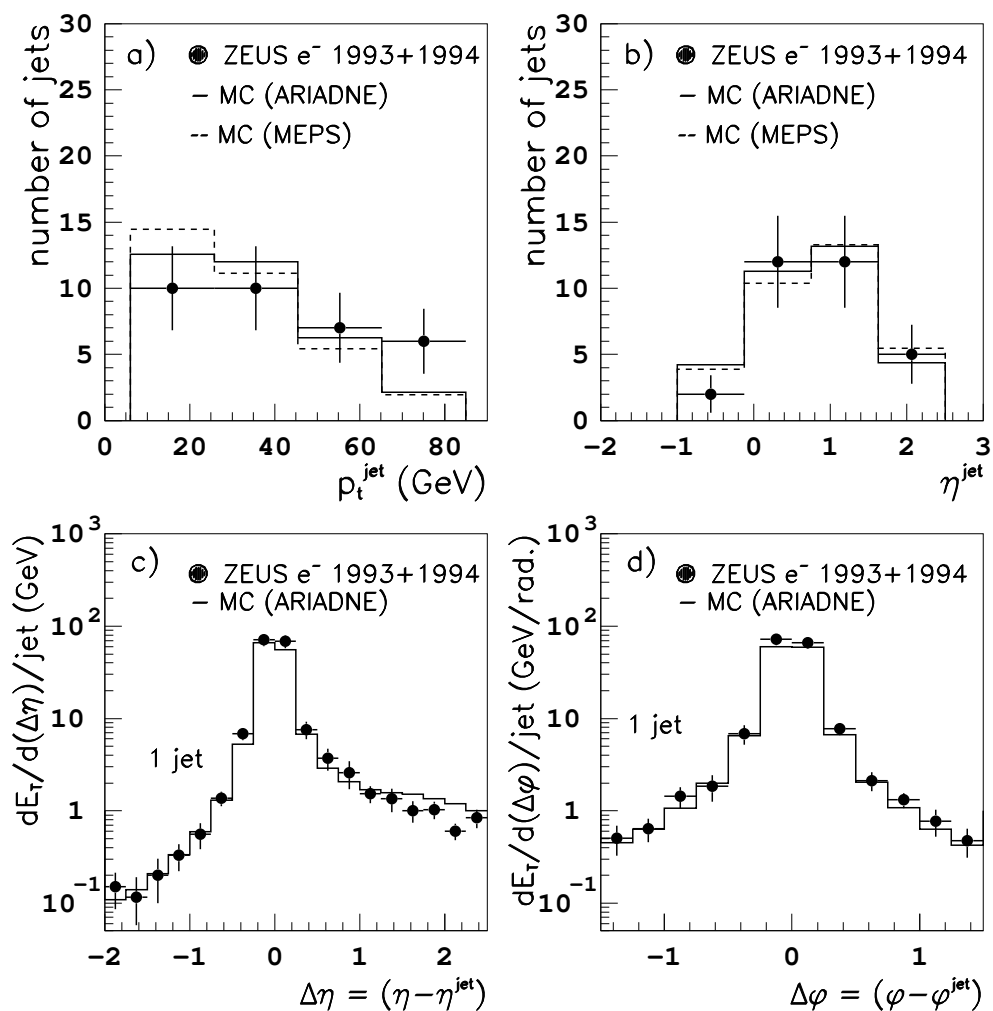 number of jets
30
25
20
15
10
5
0
a)
ZEUS e⁻ 1993+1994
MC (ARIADNE)
MC (MEPS)
0 20 40 60 80
p_t^jet (GeV)
number of jets
30
25
20
15
10
5
0
b)
ZEUS e⁻ 1993+1994
MC (ARIADNE)
MC (MEPS)
−2 −1 0 1 2 3
η^jet
dE_T/d(Δη)/jet (GeV)
10³
10²
10
1
10⁻¹
c)
ZEUS e⁻ 1993+1994
MC (ARIADNE)
1 jet
−2 −1 0 1 2
Δη = (η−η^jet)
dE_T/d(Δφ)/jet (GeV/rad.)
10³
10²
10
1
10⁻¹
d)
ZEUS e⁻ 1993+1994
MC (ARIADNE)
1 jet
−1 0 1
Δφ = (φ−φ^jet)